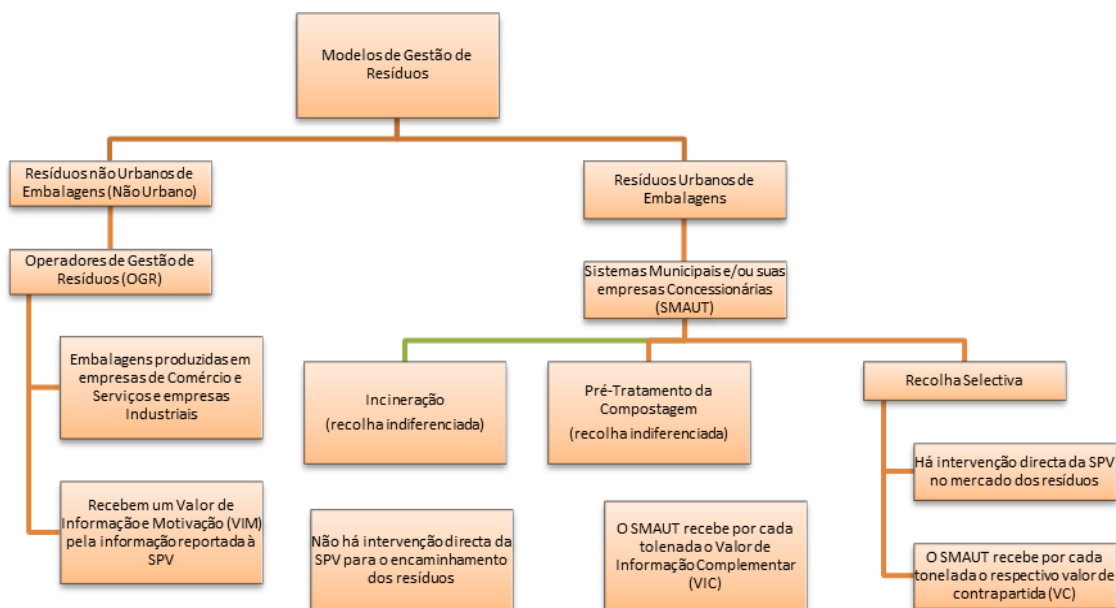 Modelos de Gestão de
Resíduos
Resíduos não Urbanos de
Embalagens (Não Urbano)
Resíduos Urbanos de
Embalagens
Operadores de Gestão de
Resíduos (OGR)
Sistemas Municipais e/ou suas
empresas Concessionárias
(SMAUT)
Embalagens produzidas em
empresas de Comércio e
Serviços e empresas
Industriais
Incineração
(recolha indiferenciada)
Pré-Tratamento da
Compostagem
(recolha indiferenciada)
Recolha Selectiva
Há intervenção directa da SPV
no mercado dos resíduos
Recebem um Valor de
Informação e Motivação (VIM)
pela informação reportada à
SPV
Não há intervenção directa da
SPV para o encaminhamento
dos resíduos
O SMAUT recebe por cada
tolenada o Valor de
Informação Complementar
(VIC)
O SMAUT recebe por cada
tonelada o respectivo valor de
contrapartida (VC)